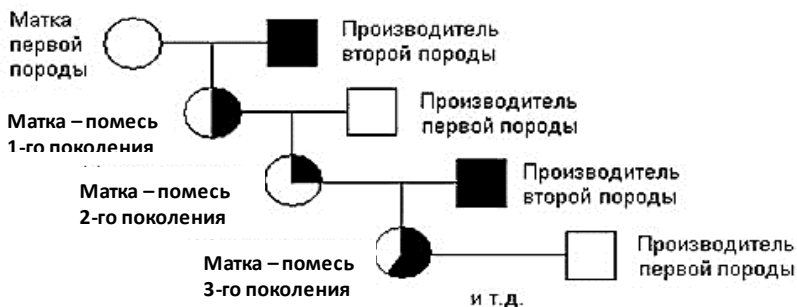 Матка
первой
породы
Производитель
второй породы
Матка – помесь
1-го поколения
Производитель
первой породы
Матка – помесь
2-го поколения
Производитель
второй породы
Матка – помесь
3-го поколения
Производитель
первой породы
и т.д.